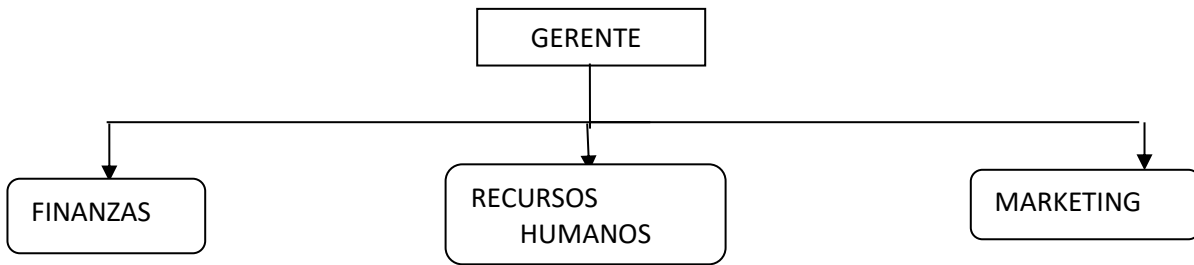 GERENTE
FINANZAS
RECURSOS
HUMANOS
MARKETING